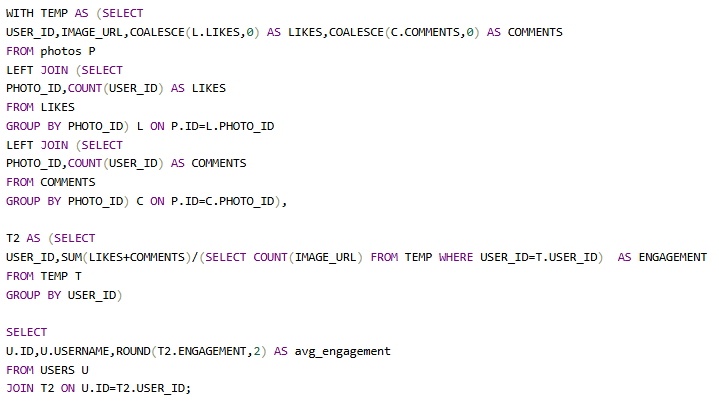 WITH TEMP AS (SELECT
USER_ID,IMAGE_URL,COALESCE(L.LIKES,0) AS LIKES,COALESCE(C.COMMENTS,0) AS COMMENTS
FROM photos P
LEFT JOIN (SELECT
PHOTO_ID,COUNT(USER_ID) AS LIKES
FROM LIKES
GROUP BY PHOTO_ID) L ON P.ID=L.PHOTO_ID
LEFT JOIN (SELECT
PHOTO_ID,COUNT(USER_ID) AS COMMENTS
FROM COMMENTS
GROUP BY PHOTO_ID) C ON P.ID=C.PHOTO_ID),
T2 AS (SELECT
USER_ID,SUM(LIKES+COMMENTS)/(SELECT COUNT(IMAGE_URL) FROM TEMP WHERE USER_ID=T.USER_ID)  AS ENGAGEMENT
FROM TEMP T
GROUP BY USER_ID)
SELECT
U.ID,U.USERNAME,ROUND(T2.ENGAGEMENT,2) AS avg_engagement
FROM USERS U
JOIN T2 ON U.ID=T2.USER_ID;